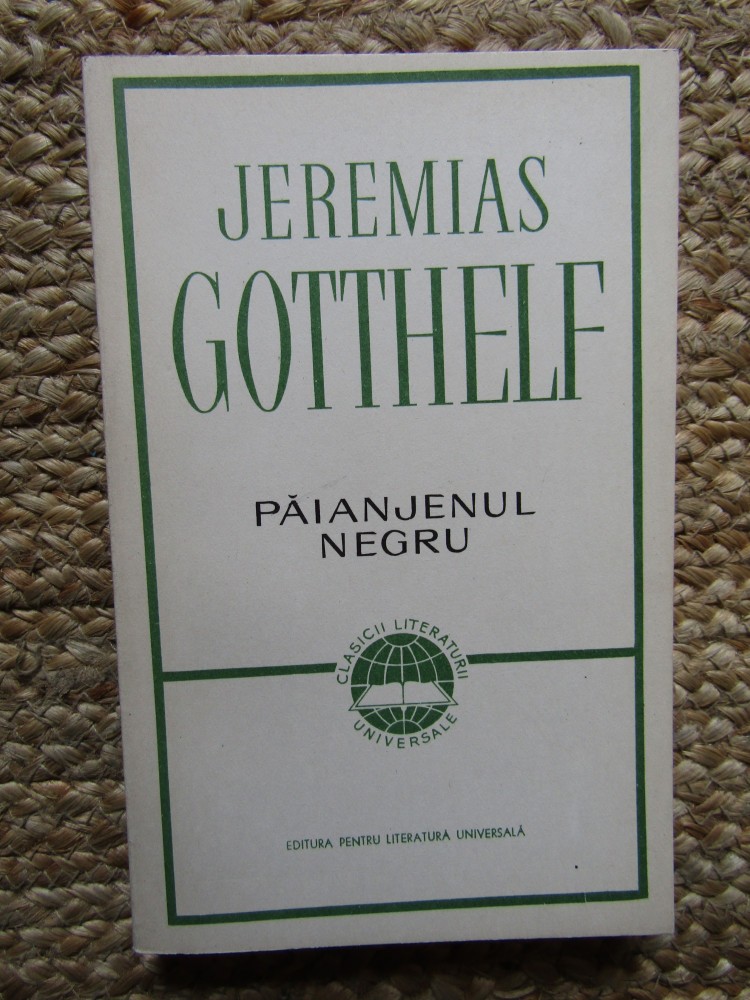 JEREMIAS
GOTTHELF
PĂIANJENUL
NEGRU
CLASICII LITERATURII
UNIVERSALE
EDITURA PENTRU LITERATURĂ UNIVERSALĂ